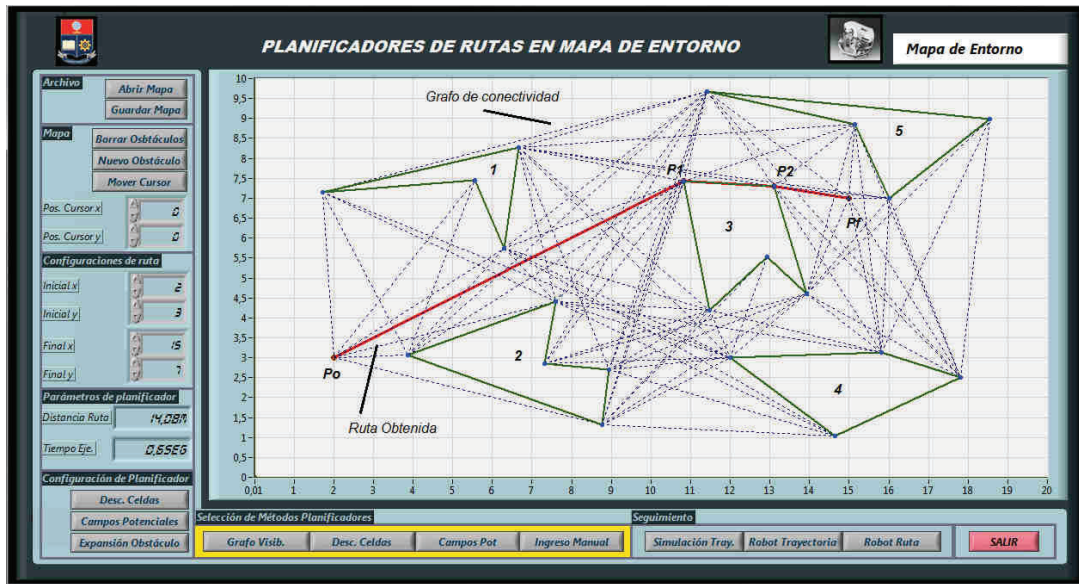 PLANIFICADORES DE RUTAS EN MAPA DE ENTORNO
Mapa de Entorno
Archivo
Abrir Mapa
Guardar Mapa
Mapa
Borrar Osbtáculos
Nuevo Obstáculo
Mover Cursor
Pos. Cursor x
0
Pos. Cursor y
0
Configuraciones de ruta
Inicial x
2
Inicial y
3
Final x
15
Final y
7
Parámetros de planificador
Distancia Ruta
14,08M
Tiempo Eje.
0,6SEG
Configuración de Planificador
Desc. Celdas
Campos Potenciales
Expansión Obstáculo
10
9,5
9
8,5
8
7,5
7
6,5
6
5,5
5
4,5
4
3,5
3
2,5
2
1,5
1
0,5
0
0,01 1 2 3 4 5 6 7 8 9 10 11 12 13 14 15 16 17 18 19 20
Grafo de conectividad
1
5
P1
P2
3
Pf
2
Po
4
Ruta Obtenida
Selección de Métodos Planificadores
Grafo Visib. Desc. Celdas Campos Pot Ingreso Manual
Seguimiento
Simulación Tray. Robot Trayectoria Robot Ruta
SALIR